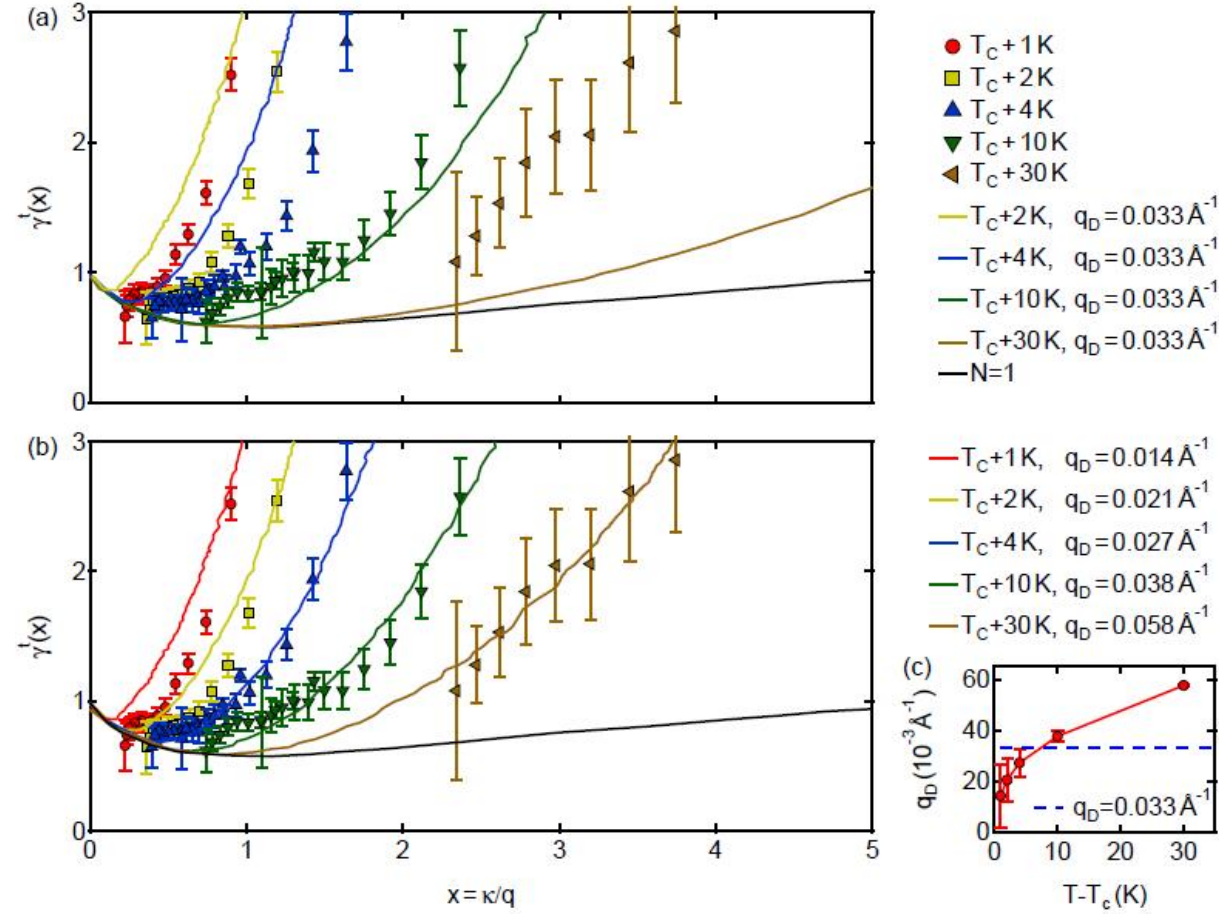 (a)
3
2
1
0
γᵗ(x)
T_C+1K
T_C+2K
T_C+4K
T_C+10K
T_C+30K
T_C+2K, q_D=0.033Å⁻¹
T_C+4K, q_D=0.033Å⁻¹
T_C+10K, q_D=0.033Å⁻¹
T_C+30K, q_D=0.033Å⁻¹
N=1
(b)
3
2
1
0
γᵗ(x)
0 1 2 3 4 5
x=κ/q
T_C+1K, q_D=0.014Å⁻¹
T_C+2K, q_D=0.021Å⁻¹
T_C+4K, q_D=0.027Å⁻¹
T_C+10K, q_D=0.038Å⁻¹
T_C+30K, q_D=0.058Å⁻¹
(c)
60
40
20
0
q_D(10⁻³Å⁻¹)
q_D=0.033Å⁻¹
0 10 20 30
T-T_c(K)